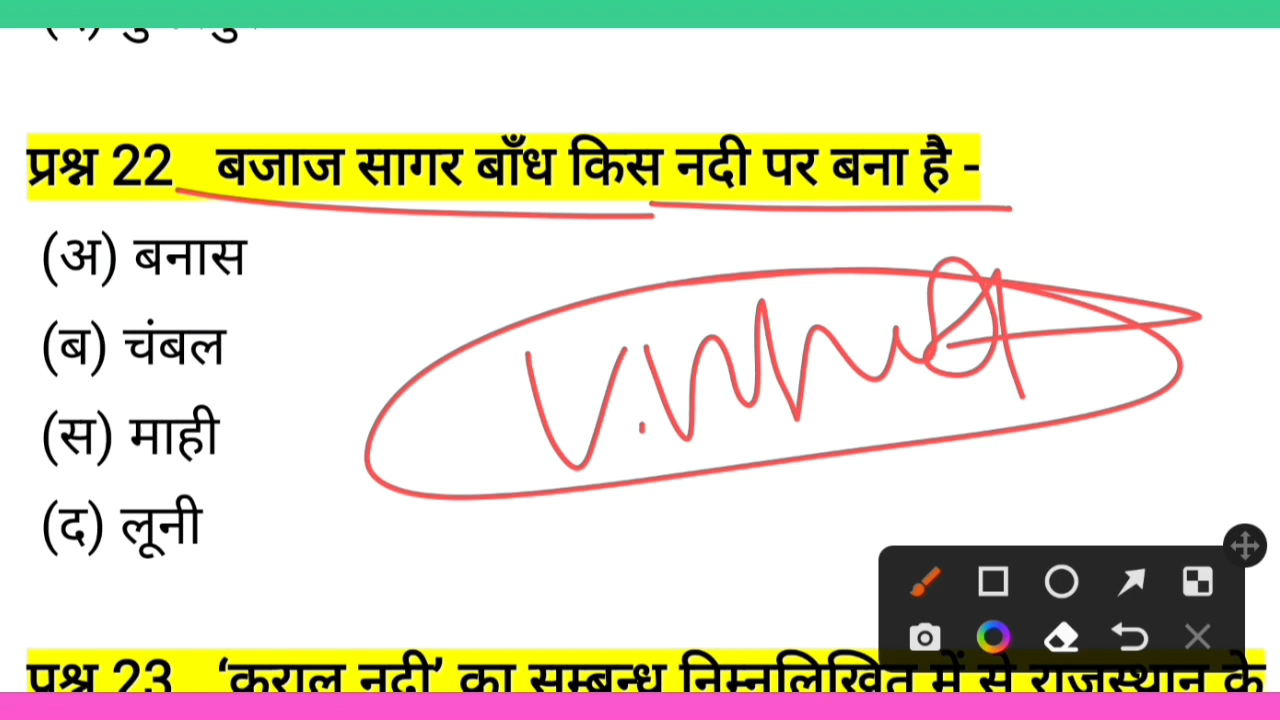 प्रश्न 22 बजाज सागर बाँध किस नदी पर बना है -
(अ) बनास
(ब) चंबल
(स) माही
(द) लूनी
प्रश्न 23 ‘कराल नदी’ का सम्बन्ध निम्नलिखित में से राजस्थान के